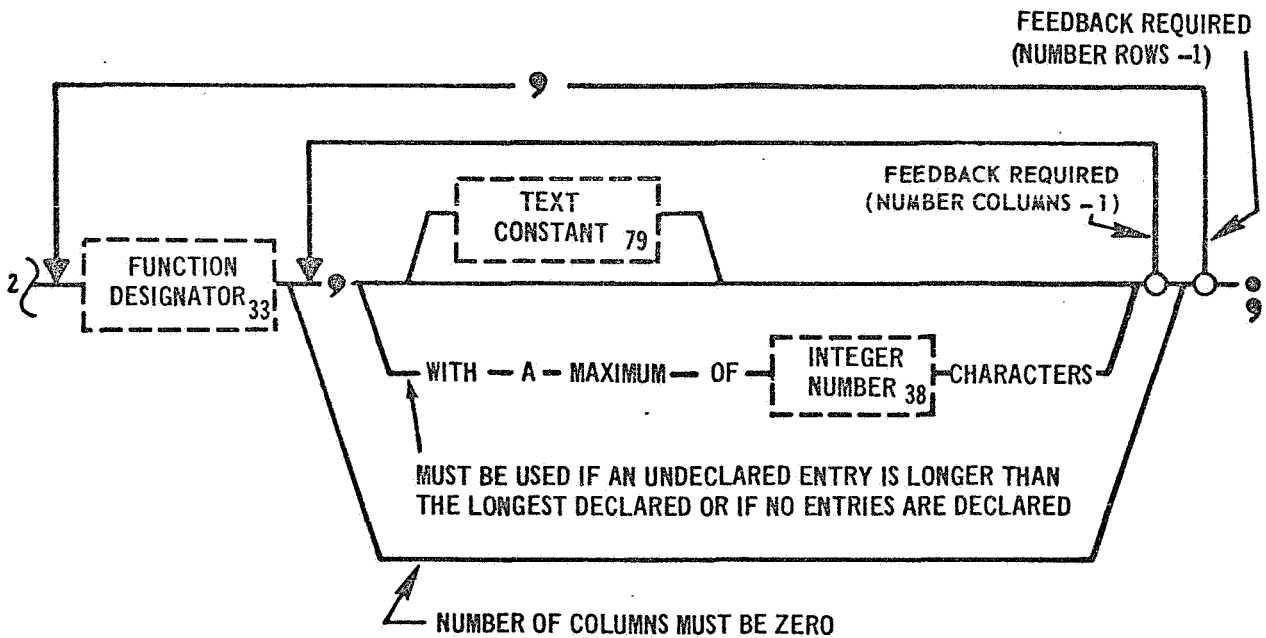 FEEDBACK REQUIRED
(NUMBER ROWS -1)
,
FEEDBACK REQUIRED
(NUMBER COLUMNS -1)
TEXT
CONSTANT 79
2
FUNCTION
DESIGNATOR 33
,
;
WITH A MAXIMUM OF
INTEGER
NUMBER 38
CHARACTERS
MUST BE USED IF AN UNDECLARED ENTRY IS LONGER THAN
THE LONGEST DECLARED OR IF NO ENTRIES ARE DECLARED
NUMBER OF COLUMNS MUST BE ZERO